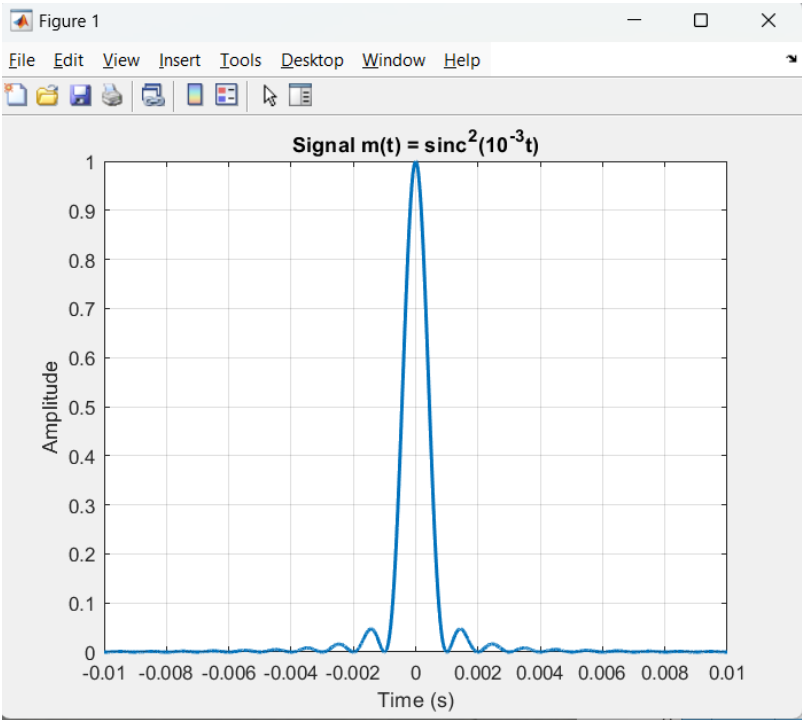 Figure 1
File Edit View Insert Tools Desktop Window Help
Signal m(t) = sinc²(10⁻³t)
1
0.9
0.8
0.7
0.6
0.5
0.4
0.3
0.2
0.1
0
Amplitude
-0.01 -0.008 -0.006 -0.004 -0.002 0 0.002 0.004 0.006 0.008 0.01
Time (s)